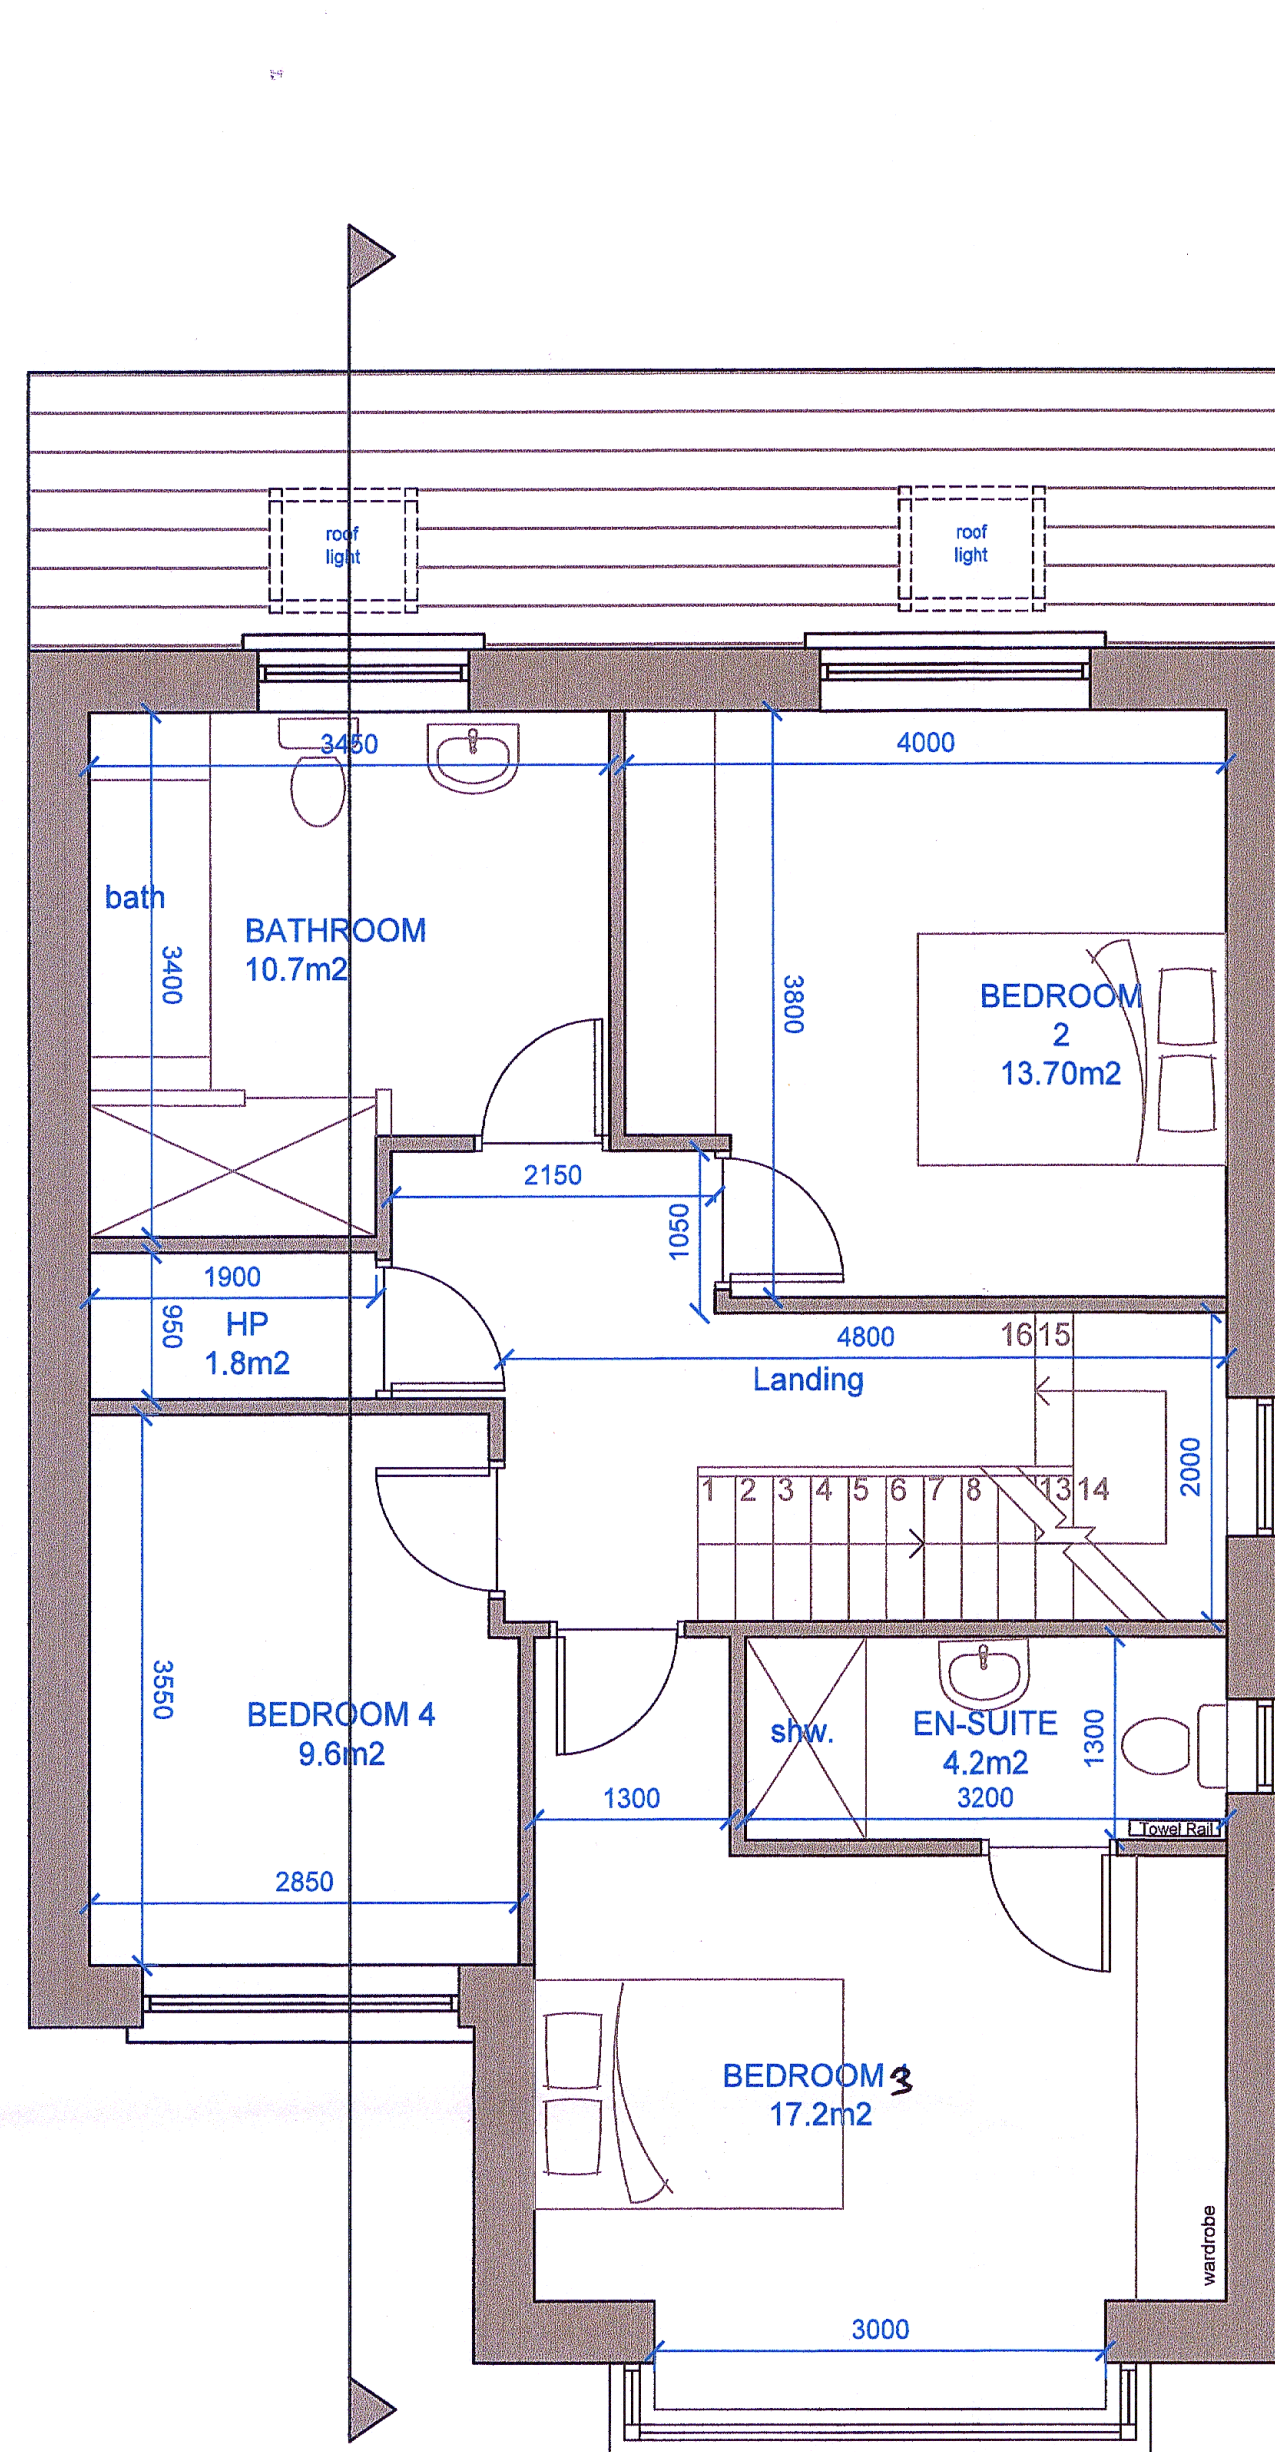 roof
light
roof
light
3450
4000
bath
BATHROOM
10.7m2
3400
3800
BEDROOM
2
13.70m2
2150
1050
1900
HP
1.8m2
950
4800
16 15
Landing
2000
1 2 3 4 5 6 7 8 13 14
3550
BEDROOM 4
9.6m2
shw.
EN-SUITE
4.2m2
1300
3200
1300
Towel Rail
2850
BEDROOM 3
17.2m2
wardrobe
3000